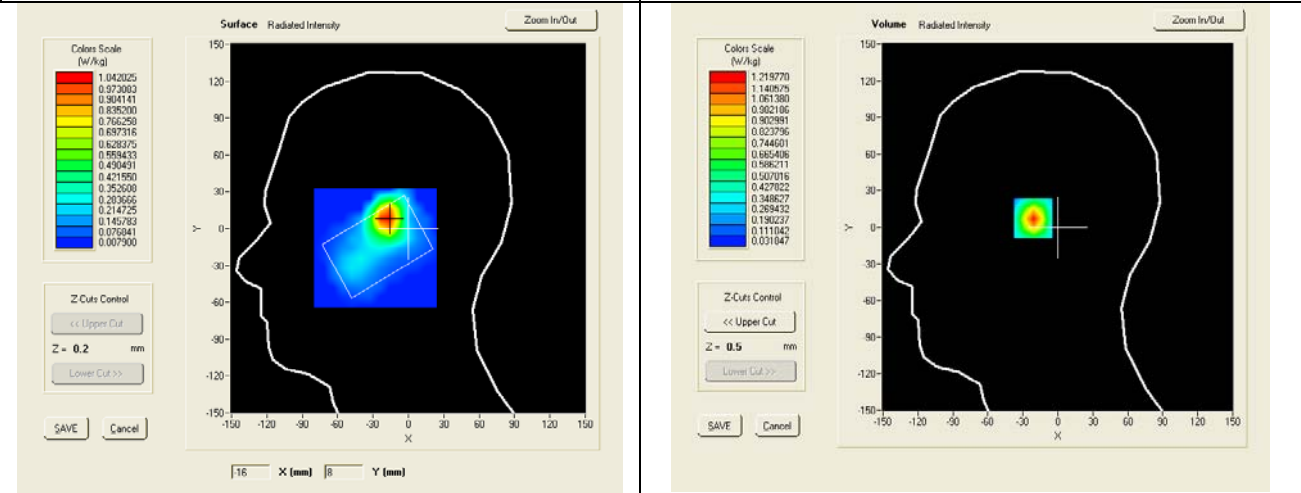 Surface Radiated Intensity
Zoom In/Out
Colors Scale
(W/kg)
1.042025
0.973083
0.904141
0.835200
0.766258
0.697316
0.628375
0.559433
0.490491
0.421550
0.352608
0.283666
0.214725
0.145783
0.076841
0.007900
150
120
90
60
30
0
-30
-60
-90
-120
-150
Y
-150 -120 -90 -60 -30 0 30 60 90 120 150
X
Z-Cuts Control
<< Upper Cut
Z = 0.2 mm
Lower Cut >>
SAVE Cancel
-16 X (mm) 8 Y (mm)
Volume Radiated Intensity
Zoom In/Out
Colors Scale
(W/kg)
1.219770
1.140575
1.061380
0.982186
0.902991
0.823796
0.744601
0.665406
0.586211
0.507016
0.427822
0.348627
0.269432
0.190237
0.111042
0.031847
150
120
90
60
30
0
-30
-60
-90
-120
-150
Y
-150 -120 -90 -60 -30 0 30 60 90 120 150
X
Z-Cuts Control
<< Upper Cut
Z = 0.5 mm
Lower Cut >>
SAVE Cancel